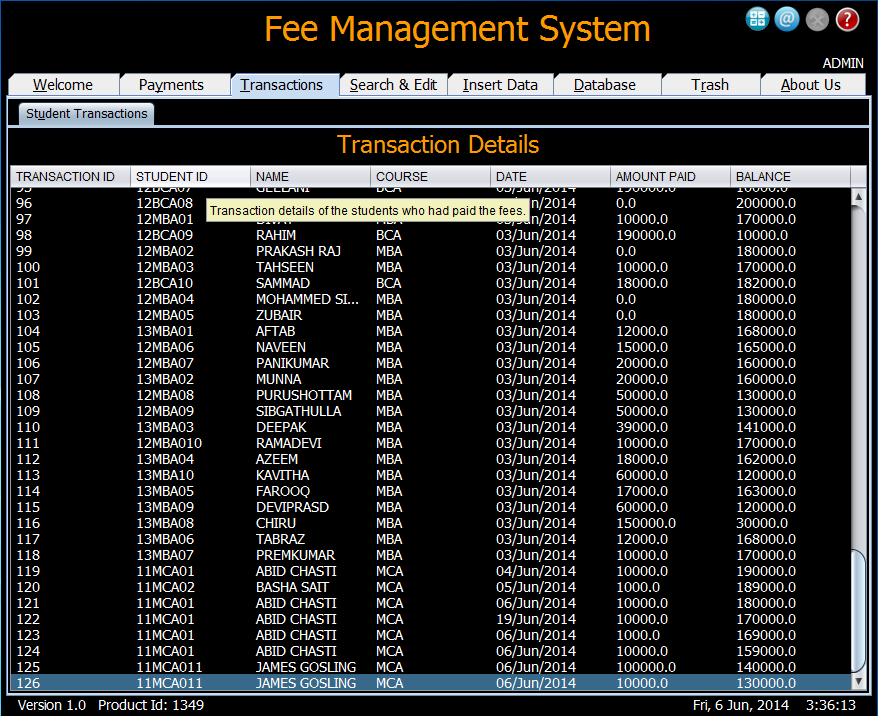 Fee Management System
ADMIN
Welcome Payments Transactions Search & Edit Insert Data Database Trash About Us
Student Transactions
Transaction Details
TRANSACTION ID STUDENT ID NAME COURSE DATE AMOUNT PAID BALANCE
95 12BCA07 GEELANI BCA 03/Jun/2014 190000.0 10000.0
96 12BCA08 /Jun/2014 0.0 200000.0
Transaction details of the students who had paid the fees.
97 12MBA01 MBA 03/Jun/2014 10000.0 170000.0
98 12BCA09 RAHIM BCA 03/Jun/2014 190000.0 10000.0
99 12MBA02 PRAKASH RAJ MBA 03/Jun/2014 0.0 180000.0
100 12MBA03 TAHSEEN MBA 03/Jun/2014 10000.0 170000.0
101 12BCA10 SAMMAD BCA 03/Jun/2014 18000.0 182000.0
102 12MBA04 MOHAMMED SI... MBA 03/Jun/2014 0.0 180000.0
103 12MBA05 ZUBAIR MBA 03/Jun/2014 0.0 180000.0
104 13MBA01 AFTAB MBA 03/Jun/2014 12000.0 168000.0
105 12MBA06 NAVEEN MBA 03/Jun/2014 15000.0 165000.0
106 12MBA07 PANIKUMAR MBA 03/Jun/2014 20000.0 160000.0
107 13MBA02 MUNNA MBA 03/Jun/2014 20000.0 160000.0
108 12MBA08 PURUSHOTTAM MBA 03/Jun/2014 50000.0 130000.0
109 12MBA09 SIBGATHULLA MBA 03/Jun/2014 50000.0 130000.0
110 13MBA03 DEEPAK MBA 03/Jun/2014 39000.0 141000.0
111 12MBA010 RAMADEVI MBA 03/Jun/2014 10000.0 170000.0
112 13MBA04 AZEEM MBA 03/Jun/2014 18000.0 162000.0
113 13MBA10 KAVITHA MBA 03/Jun/2014 60000.0 120000.0
114 13MBA05 FAROOQ MBA 03/Jun/2014 17000.0 163000.0
115 13MBA09 DEVIPRASD MBA 03/Jun/2014 60000.0 120000.0
116 13MBA08 CHIRU MBA 03/Jun/2014 150000.0 30000.0
117 13MBA06 TABRAZ MBA 03/Jun/2014 12000.0 168000.0
118 13MBA07 PREMKUMAR MBA 03/Jun/2014 10000.0 170000.0
119 11MCA01 ABID CHASTI MCA 04/Jun/2014 10000.0 190000.0
120 11MCA02 BASHA SAIT MCA 05/Jun/2014 1000.0 189000.0
121 11MCA01 ABID CHASTI MCA 06/Jun/2014 10000.0 180000.0
122 11MCA01 ABID CHASTI MCA 19/Jun/2014 10000.0 170000.0
123 11MCA01 ABID CHASTI MCA 06/Jun/2014 1000.0 169000.0
124 11MCA01 ABID CHASTI MCA 06/Jun/2014 10000.0 159000.0
125 11MCA011 JAMES GOSLING MCA 06/Jun/2014 100000.0 140000.0
126 11MCA011 JAMES GOSLING MCA 06/Jun/2014 10000.0 130000.0
Version 1.0 Product Id: 1349 Fri, 6 Jun, 2014 3:36:13